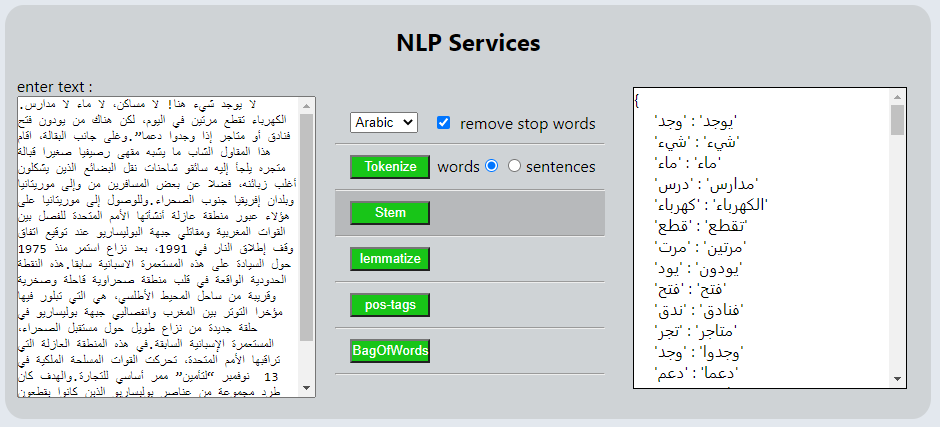 NLP Services
enter text :
لا يوجد شيء هنا! لا مساكن، لا ماء لا مدارس.
الكهرباء تقطع مرتين في اليوم، لكن هناك من يودون فتح
فنادق أو متاجر إذا وجدوا دعما”.وغلى جانب البقالة، اقام
هذا المقاول الشاب ما يشبه مقهى رصيفيا صغيرا قبالة
متجره يلجأ إليه سائقو شاحنات نقل البضائع الذين يشكلون
أغلب زبائنه، فضلا عن بعض المسافرين من وإلى موريتانيا
وبلدان إفريقيا جنوب الصحراء.وللوصول إلى موريتانيا على
هؤلاء عبور منطقة عازلة أنشأتها الأمم المتحدة للفصل بين
القوات المغربية ومقاتلي جبهة البوليساريو عند توقيع اتفاق
وقف إطلاق النار في 1991، بعد نزاع استمر منذ 1975
حول السيادة على هذه المستعمرة الاسبانية سابقا.هذه النقطة
الحدودية الواقعة في قلب منطقة صحراوية قاحلة وصخرية
وقريبة من ساحل المحيط الأطلسي، هي التي تبلور فيها
مؤخرا التوتر بين المغرب وانفصاليي جبهة بوليساريو في
حلقة جديدة من نزاع طويل حول مستقبل الصحراء،
المستعمرة الإسبانية السابقة.في هذه المنطقة العازلة التي
تراقبها الأمم المتحدة، تحركت القوات المسلحة الملكية في
13 نوفمبر “لتأمين” ممر أساسي للتجارة.والهدف كان
طرد مجموعة من عناصر بوليساريو الذين كانوا يقطعون
Arabic remove stop words
Tokenize words sentences
Stem
lemmatize
pos-tags
BagOfWords
{
'يوجد' : 'وجد'
'شيء' : 'شيء'
'ماء' : 'ماء'
'مدارس' : 'درس'
'الكهرباء' : 'كهرباء'
'تقطع' : 'قطع'
'مرتين' : 'مرت'
'يودون' : 'يود'
'فتح' : 'فتح'
'فنادق' : 'ندق'
'متاجر' : 'تجر'
'وجدوا' : 'وجد'
'دعما' : 'دعم'